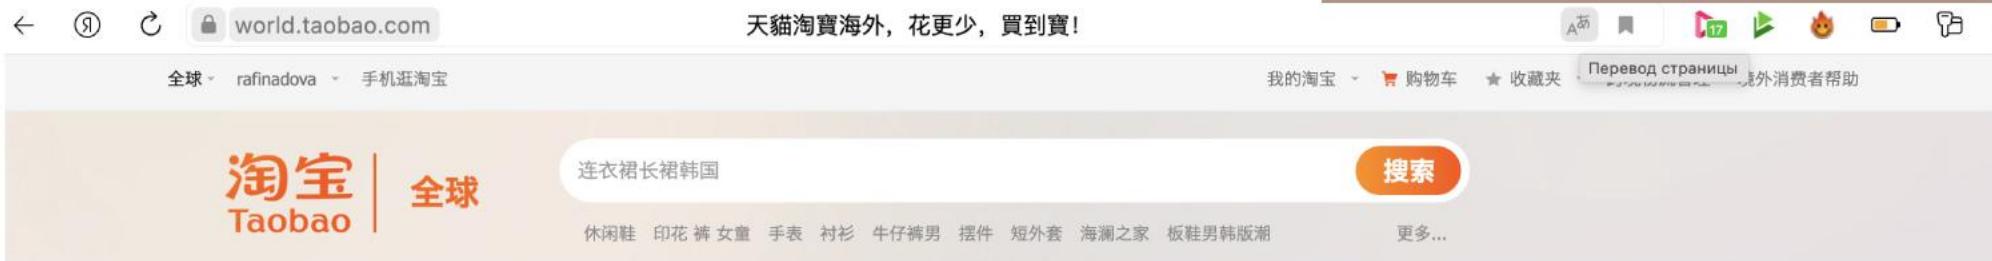 world.taobao.com 天貓淘寶海外，花更少，買到寶！
17
Перевод страницы
全球 rafinadova 手机逛淘宝 我的淘宝 购物车 收藏夹 境外消费者帮助
连衣裙长裙韩国 搜索
淘宝 全球
Taobao
休闲鞋 印花 裤 女童 手表 衬衫 牛仔裤男 摆件 短外套 海澜之家 板鞋男韩版潮 更多...